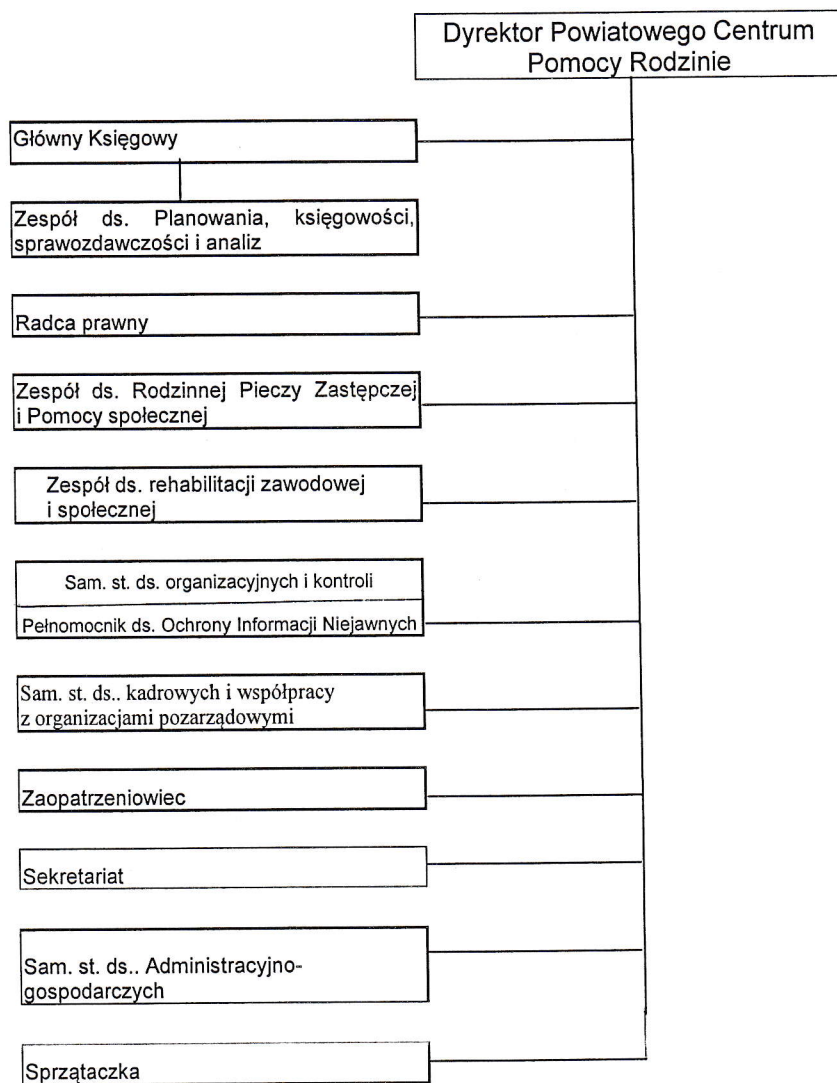 Dyrektor Powiatowego Centrum
Pomocy Rodzinie
Główny Księgowy
Zespół ds. Planowania, księgowości,
sprawozdawczości i analiz
Radca prawny
Zespół ds. Rodzinnej Pieczy Zastępczej
i Pomocy społecznej
Zespół ds. rehabilitacji zawodowej
i społecznej
Sam. st. ds. organizacyjnych i kontroli
Pełnomocnik ds. Ochrony Informacji Niejawnych
Sam. st. ds.. kadrowych i współpracy
z organizacjami pozarządowymi
Zaopatrzeniowiec
Sekretariat
Sam. st. ds.. Administracyjno-
gospodarczych
Sprzątaczka